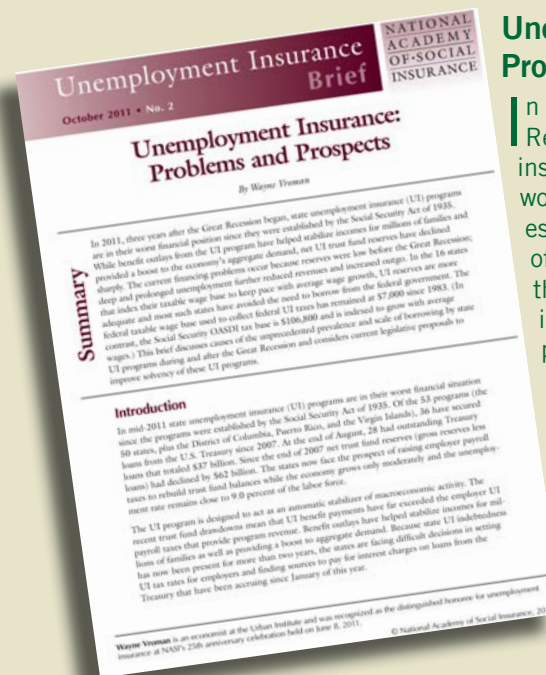 NATIONAL
ACADEMY
OF·SOCIAL
INSURANCE
Unemployment Insurance
Brief
October 2011 • No. 2
Unemployment Insurance:
Problems and Prospects
By Wayne Vroman
Summary
In 2011, three years after the Great Recession began, state unemployment insurance (UI) programs
are in their worst financial position since they were established by the Social Security Act of 1935.
While benefit outlays from the UI program have helped stabilize incomes for millions of families and
provided a boost to the economy's aggregate demand, net UI trust fund reserves have declined
sharply. The current financing problems occur because reserves were low before the Great Recession;
deep and prolonged unemployment further reduced revenues and increased outgo. In the 16 states
that index their taxable wage base to keep pace with average wage growth, UI reserves are more
adequate and most such states have avoided the need to borrow from the federal government. The
federal taxable wage base used to collect federal UI taxes has remained at $7,000 since 1983. (In
contrast, the Social Security OASDI tax base is $106,800 and is indexed to grow with average
wages.) This brief discusses causes of the unprecedented prevalence and scale of borrowing by state
UI programs during and after the Great Recession and considers current legislative proposals to
improve solvency of these UI programs.
Introduction
In mid-2011 state unemployment insurance (UI) programs are in their worst financial situation
since the programs were established by the Social Security Act of 1935. Of the 53 programs (the
50 states, plus the District of Columbia, Puerto Rico, and the Virgin Islands), 36 have secured
loans from the U.S. Treasury since 2007. At the end of August, 28 had outstanding Treasury
loans that totaled $37 billion. Since the end of 2007 net trust fund reserves (gross reserves less
loans) had declined by $62 billion. The states now face the prospect of raising employer payroll
taxes to rebuild trust fund balances while the economy grows only moderately and the unemploy-
ment rate remains close to 9.0 percent of the labor force.
The UI program is designed to act as an automatic stabilizer of macroeconomic activity. The
recent trust fund drawdowns mean that UI benefit payments have far exceeded the employer UI
payroll taxes that provide program revenue. Benefit outlays have helped stabilize incomes for mil-
lions of families as well as providing a boost to aggregate demand. Because state UI indebtedness
has now been present for more than two years, the states are facing difficult decisions in setting
UI tax rates for employers and finding sources to pay for interest charges on loans from the
Treasury that have been accruing since January of this year.
Wayne Vroman is an economist at the Urban Institute and was recognized as the distinguished honoree for unemployment
insurance at NASI's 25th anniversary celebration held on June 8, 2011.
© National Academy of Social Insurance, 20
Une
Pro
In
Re
ins
wo
es
of
th
i
p